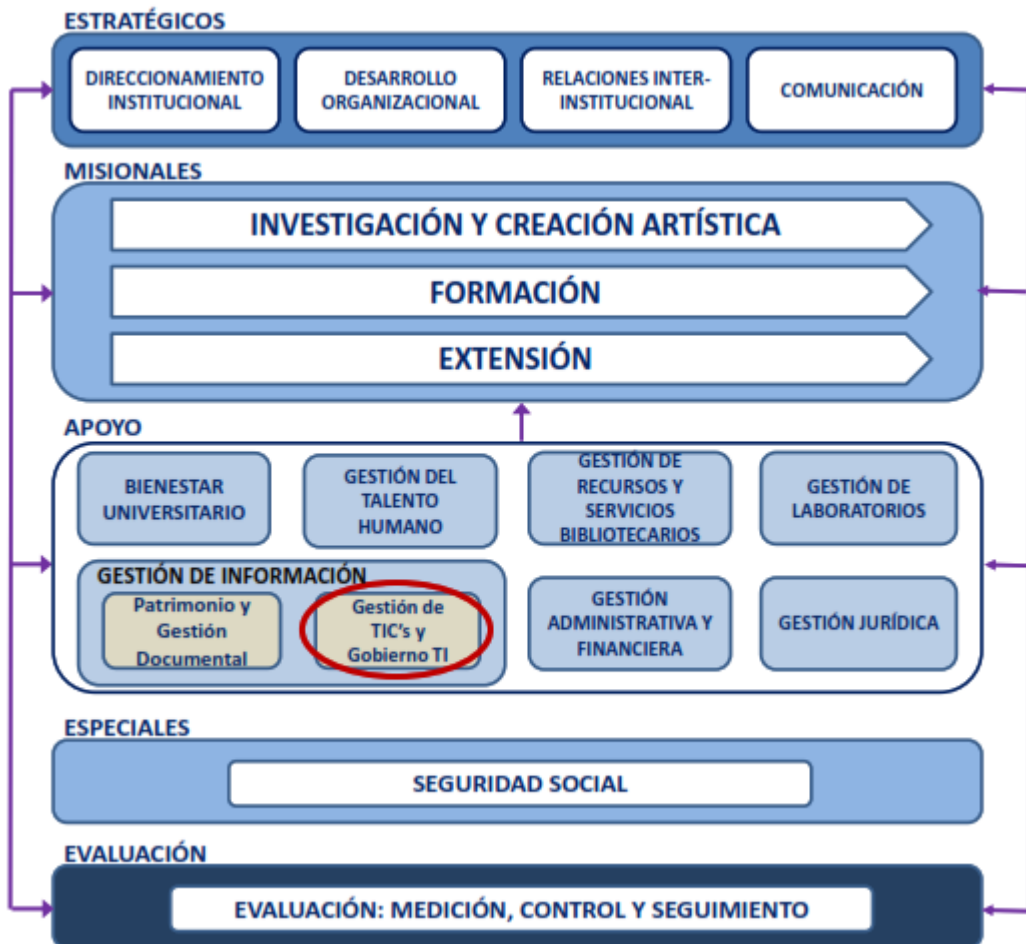 ESTRATÉGICOS
DIRECCIONAMIENTO
INSTITUCIONAL
DESARROLLO
ORGANIZACIONAL
RELACIONES INTER-
INSTITUCIONAL
COMUNICACIÓN
MISIONALES
INVESTIGACIÓN Y CREACIÓN ARTÍSTICA
FORMACIÓN
EXTENSIÓN
APOYO
BIENESTAR
UNIVERSITARIO
GESTIÓN DEL
TALENTO
HUMANO
GESTIÓN DE
RECURSOS Y
SERVICIOS
BIBLIOTECARIOS
GESTIÓN DE
LABORATORIOS
GESTIÓN DE INFORMACIÓN
Patrimonio y
Gestión
Documental
Gestión de
TIC's y
Gobierno TI
GESTIÓN
ADMINISTRATIVA Y
FINANCIERA
GESTIÓN JURÍDICA
ESPECIALES
SEGURIDAD SOCIAL
EVALUACIÓN
EVALUACIÓN: MEDICIÓN, CONTROL Y SEGUIMIENTO